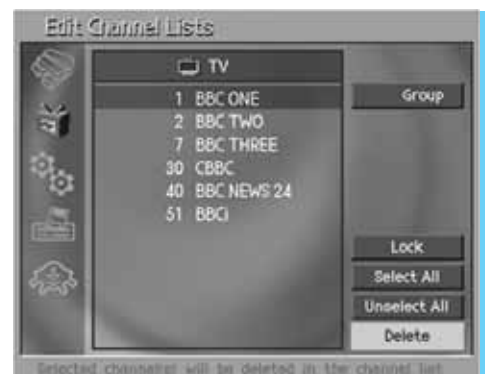 Edit Channel Lists
TV
1 BBC ONE
2 BBC TWO
7 BBC THREE
30 CBBC
40 BBC NEWS 24
51 BBCi
Group
Lock
Select All
Unselect All
Delete
Selected channel(s) will be deleted in the channel list